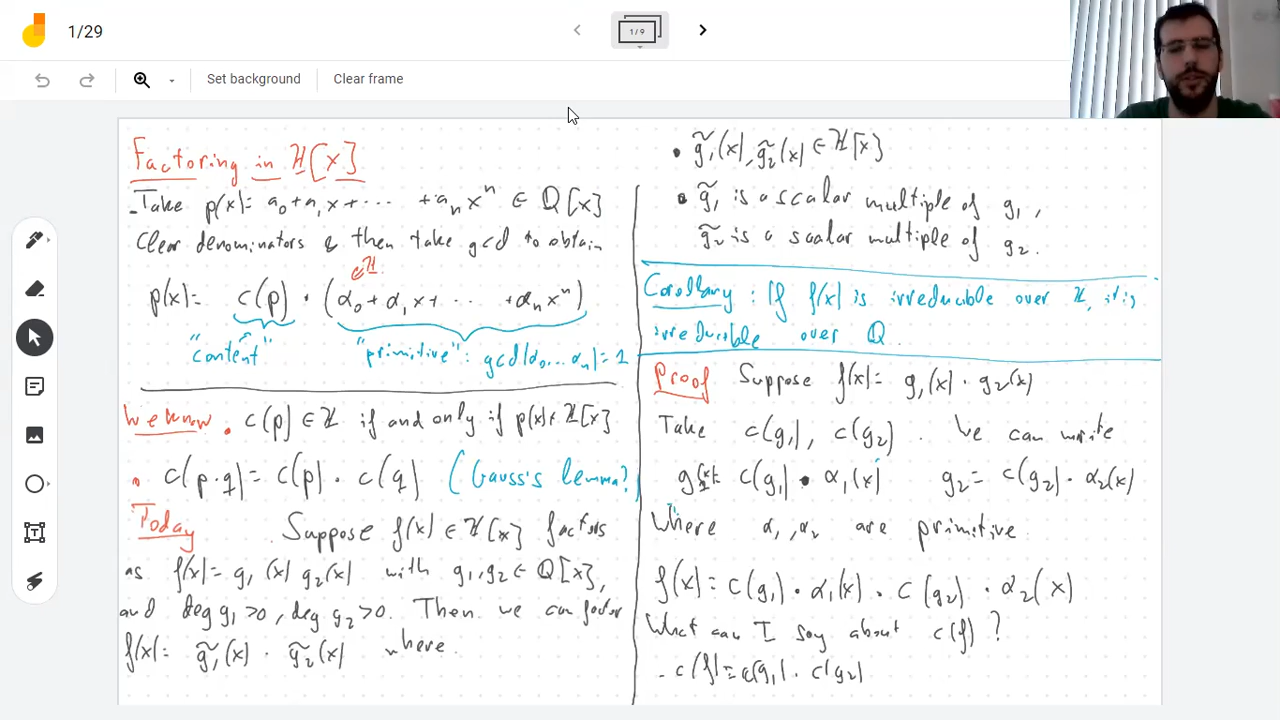 1/29
1/9
Set background
Clear frame
Factoring in ℤ[x]
- Take p(x)= a₀+a₁x+··· +aₙxⁿ ∈ Q[x]
Clear denominators & then take gcd to obtain
∈ℤ
p(x)= c(p) · (α₀+α₁x+··· +αₙxⁿ)
"content" "primitive": gcd(α₀...αₙ)=1
We know • c(p) ∈ ℤ if and only if p(x)∈ ℤ[x]
• c(p·q)= c(p) · c(q) (Gauss's lemma?)
Today Suppose f(x) ∈ ℤ[x] factors
as f(x)= g₁(x) g₂(x) with g₁,g₂ ∈ Q[x],
and deg g₁>0, deg g₂>0. Then we can factor
f(x)= g̃₁(x) · g̃₂(x) where
• g̃₁(x), g̃₂(x) ∈ ℤ[x]
• g̃₁ is a scalar multiple of g₁,
g̃₂ is a scalar multiple of g₂.
Corollary: If f(x) is irreducible over ℤ, it is
irreducible over Q
Proof Suppose f(x)= g₁(x) · g₂(x)
Take c(g₁), c(g₂). We can write
g₁(x)= c(g₁) · α₁(x) g₂= c(g₂) · α₂(x)
Where α₁,α₂ are primitive
f(x)= c(g₁) · α₁(x) · c(g₂) · α₂(x)
What can I say about c(f)?
- c(f)= c(g₁) · c(g₂)